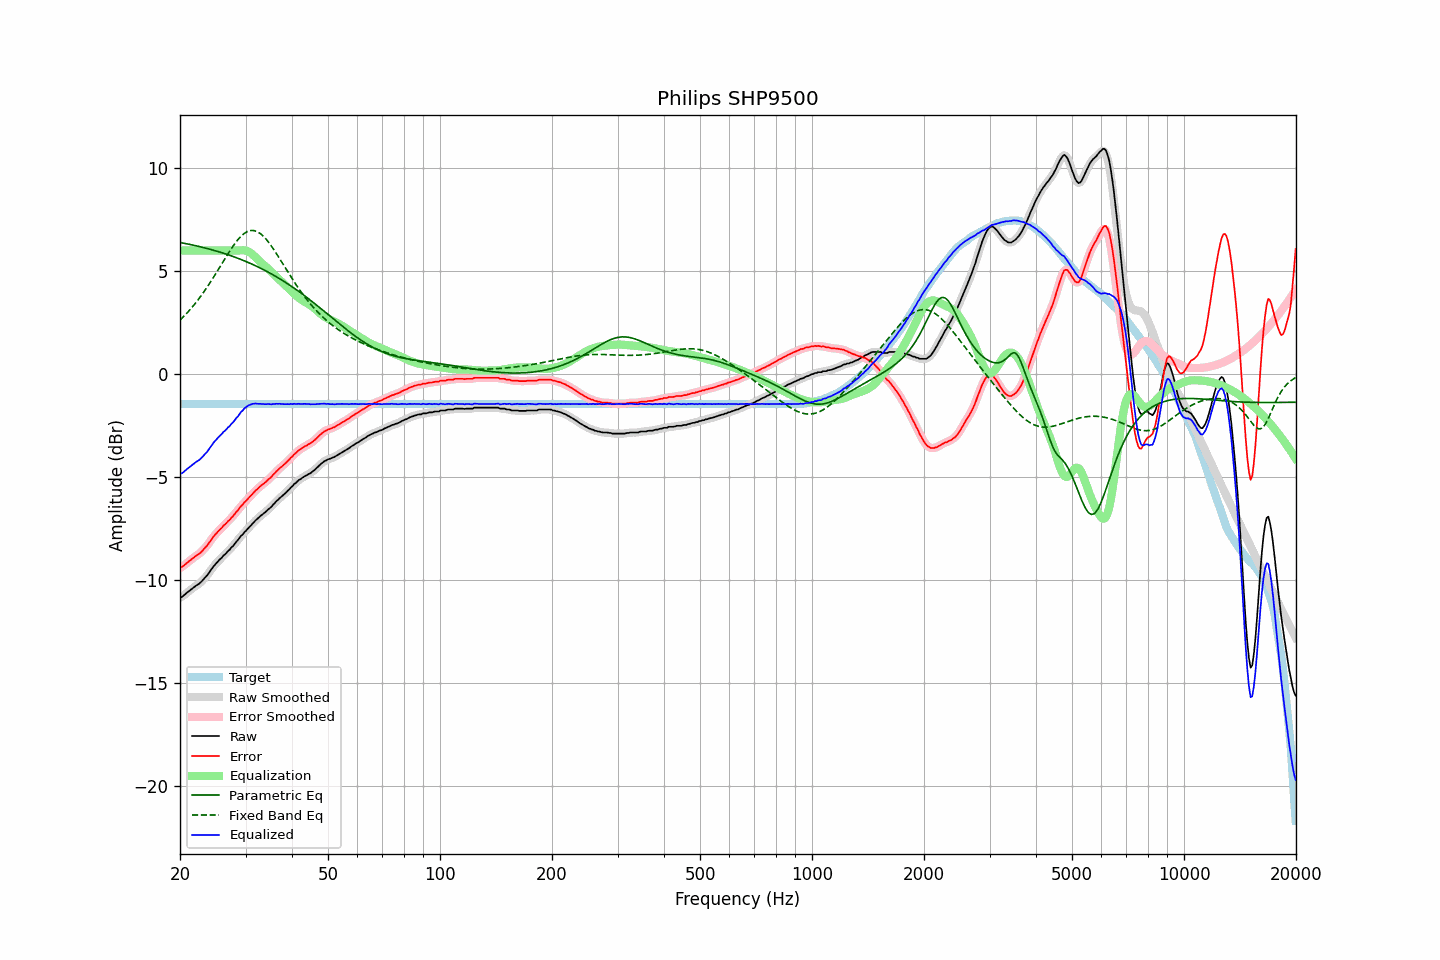 Philips SHP9500
Amplitude (dBr)
10
5
0
−5
−10
−15
−20
Target
Raw Smoothed
Error Smoothed
Raw
Error
Equalization
Parametric Eq
Fixed Band Eq
Equalized
20 50 100 200 500 1000 2000 5000 10000 20000
Frequency (Hz)